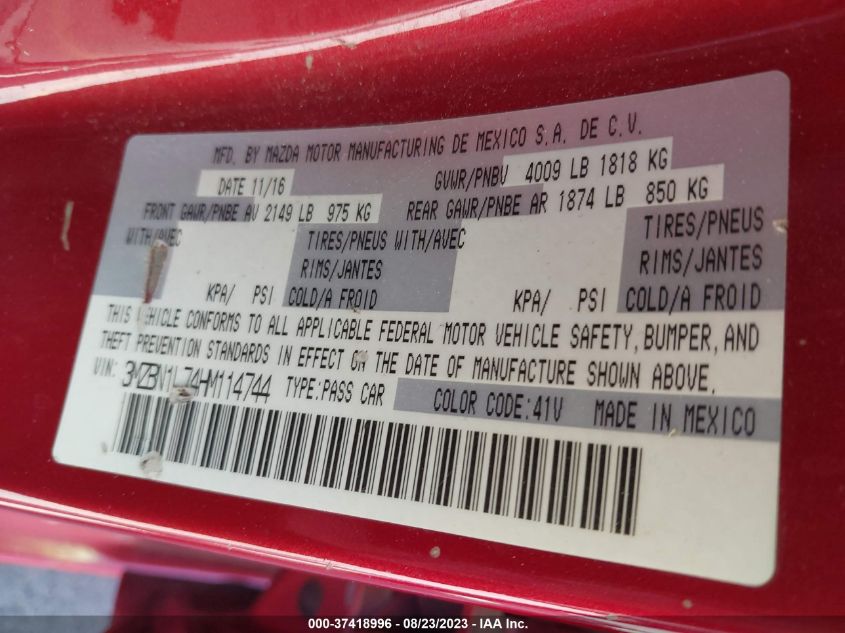 MFD. BY MAZDA MOTOR MANUFACTURING DE MEXICO S.A. DE C.V.
DATE 11/16 GVWR/PNBV 4009 LB 1818 KG
FRONT GAWR/PNBE AV 2149 LB 975 KG REAR GAWR/PNBE AR 1874 LB 850 KG
WITH/AVEC TIRES/PNEUS WITH/AVEC TIRES/PNEUS
RIMS/JANTES RIMS/JANTES
KPA/ PSI COLD/A FROID KPA/ PSI COLD/A FROID
THIS VEHICLE CONFORMS TO ALL APPLICABLE FEDERAL MOTOR VEHICLE SAFETY, BUMPER, AND
THEFT PREVENTION STANDARDS IN EFFECT ON THE DATE OF MANUFACTURE SHOWN ABOVE.
VIN: 3MZBN1L74HM114744 TYPE:PASS CAR COLOR CODE:41V MADE IN MEXICO
000-37418996 - 08/23/2023 - IAA Inc.